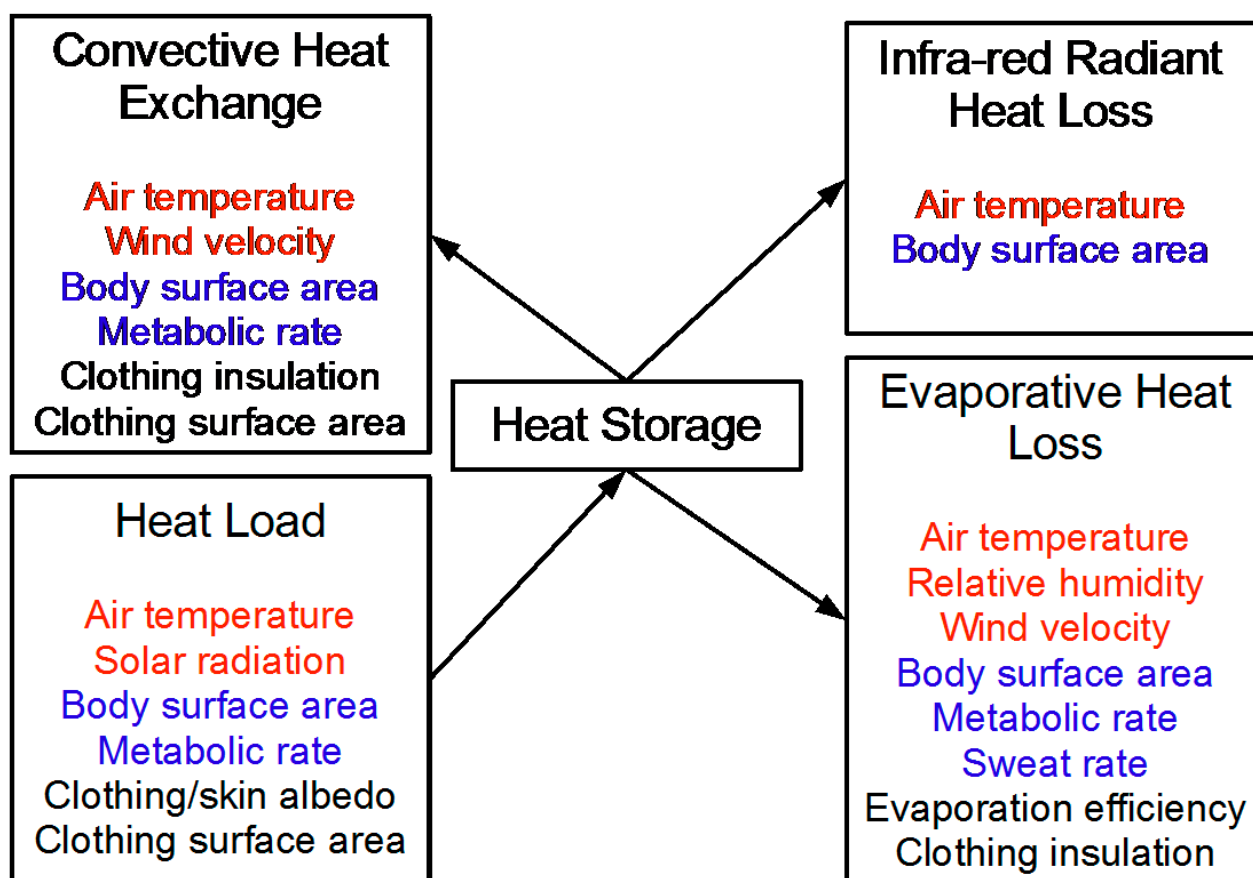 Convective Heat
Exchange
Air temperature
Wind velocity
Body surface area
Metabolic rate
Clothing insulation
Clothing surface area
Infra-red Radiant
Heat Loss
Air temperature
Body surface area
Heat Storage
Heat Load
Air temperature
Solar radiation
Body surface area
Metabolic rate
Clothing/skin albedo
Clothing surface area
Evaporative Heat
Loss
Air temperature
Relative humidity
Wind velocity
Body surface area
Metabolic rate
Sweat rate
Evaporation efficiency
Clothing insulation